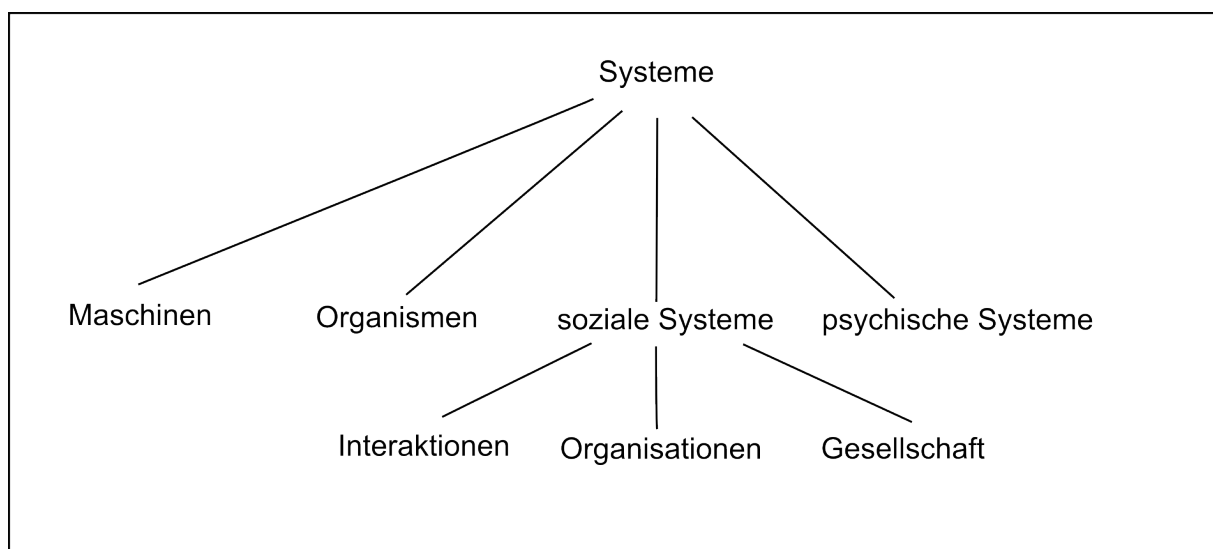 Systeme
Maschinen Organismen soziale Systeme psychische Systeme
Interaktionen Organisationen Gesellschaft